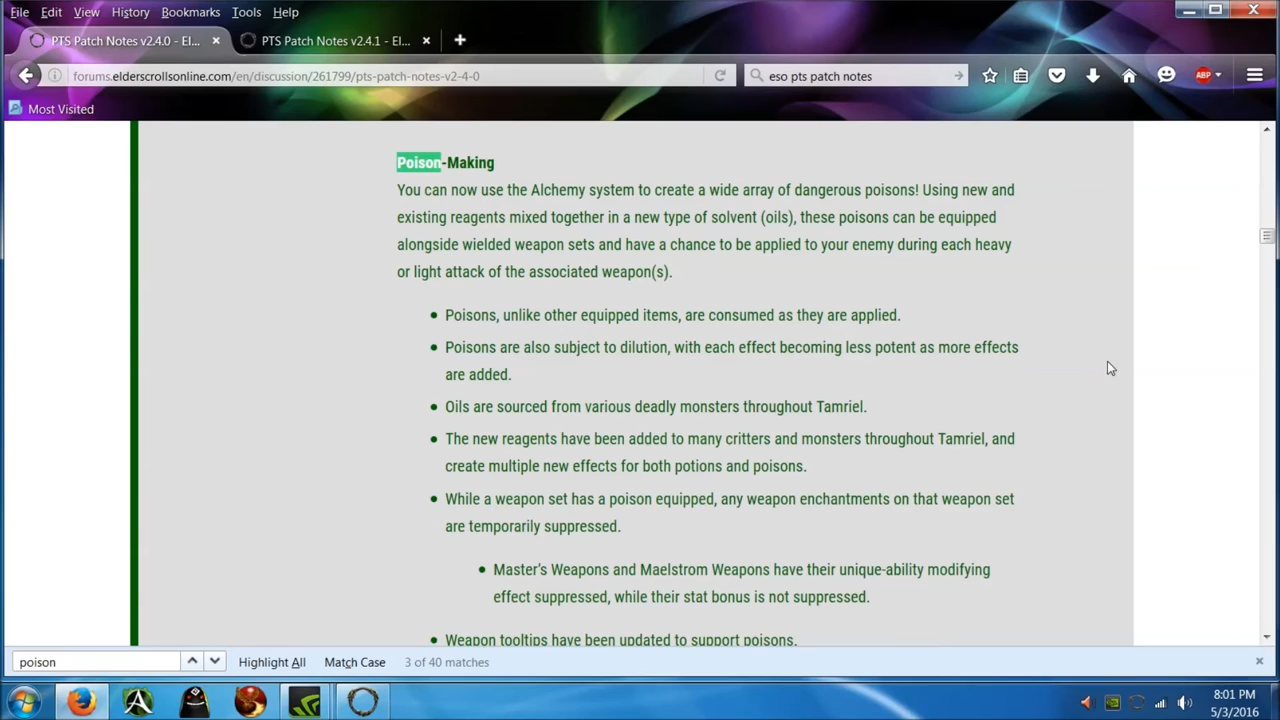 File Edit View History Bookmarks Tools Help
PTS Patch Notes v2.4.0 - El... × PTS Patch Notes v2.4.1 - El... ×
forums.elderscrollsonline.com/en/discussion/261799/pts-patch-notes-v2-4-0 eso pts patch notes ABP
Most Visited
Poison-Making
You can now use the Alchemy system to create a wide array of dangerous poisons! Using new and
existing reagents mixed together in a new type of solvent (oils), these poisons can be equipped
alongside wielded weapon sets and have a chance to be applied to your enemy during each heavy
or light attack of the associated weapon(s).
• Poisons, unlike other equipped items, are consumed as they are applied.
• Poisons are also subject to dilution, with each effect becoming less potent as more effects
are added.
• Oils are sourced from various deadly monsters throughout Tamriel.
• The new reagents have been added to many critters and monsters throughout Tamriel, and
create multiple new effects for both potions and poisons.
• While a weapon set has a poison equipped, any weapon enchantments on that weapon set
are temporarily suppressed.
• Master's Weapons and Maelstrom Weapons have their unique-ability modifying
effect suppressed, while their stat bonus is not suppressed.
• Weapon tooltips have been updated to support poisons.
poison Highlight All Match Case 3 of 40 matches
8:01 PM
5/3/2016